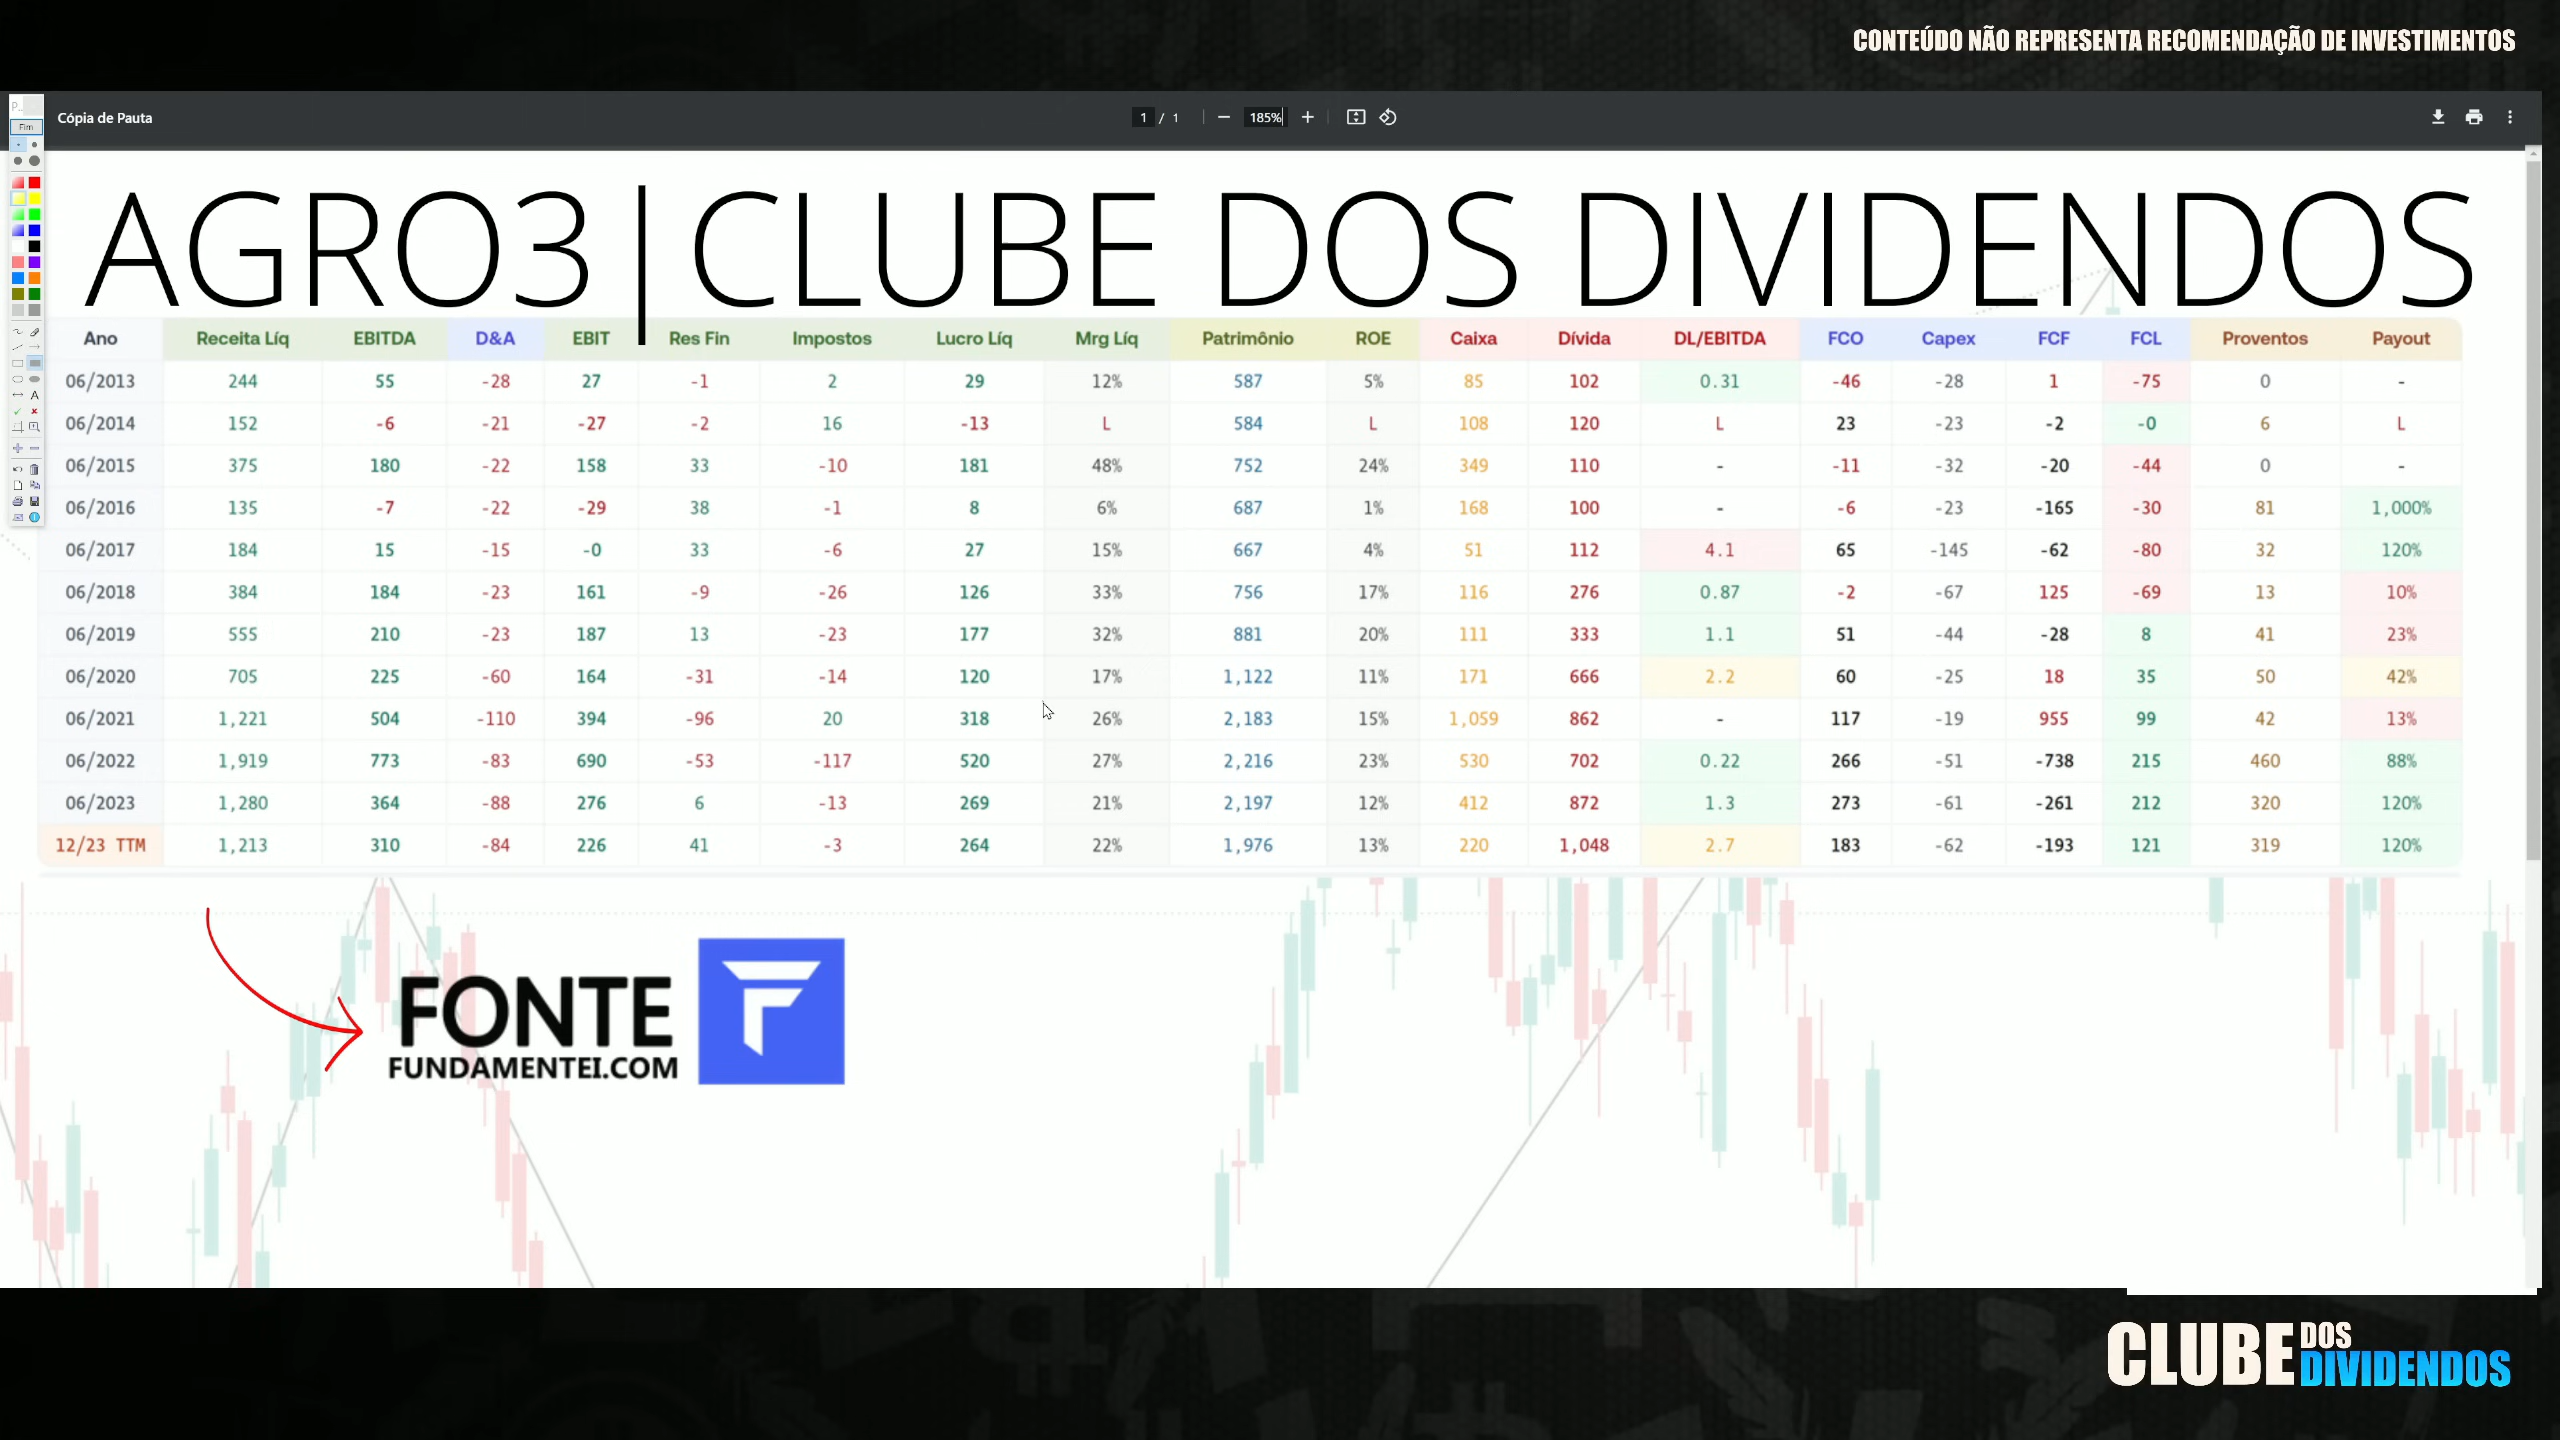 CONTEÚDO NÃO REPRESENTA RECOMENDAÇÃO DE INVESTIMENTOS
P...
Fim
Cópia de Pauta
1 / 1
185%
A
AGRO3|CLUBE DOS DIVIDENDOS
Ano Receita Líq EBITDA D&A EBIT Res Fin Impostos Lucro Líq Mrg Líq Patrimônio ROE Caixa Dívida DL/EBITDA FCO Capex FCF FCL Proventos Payout
06/2013 244 55 -28 27 -1 2 29 12% 587 5% 85 102 0.31 -46 -28 1 -75 0 -
06/2014 152 -6 -21 -27 -2 16 -13 L 584 L 108 120 L 23 -23 -2 -0 6 L
06/2015 375 180 -22 158 33 -10 181 48% 752 24% 349 110 - -11 -32 -20 -44 0 -
06/2016 135 -7 -22 -29 38 -1 8 6% 687 1% 168 100 - -6 -23 -165 -30 81 1,000%
06/2017 184 15 -15 -0 33 -6 27 15% 667 4% 51 112 4.1 65 -145 -62 -80 32 120%
06/2018 384 184 -23 161 -9 -26 126 33% 756 17% 116 276 0.87 -2 -67 125 -69 13 10%
06/2019 555 210 -23 187 13 -23 177 32% 881 20% 111 333 1.1 51 -44 -28 8 41 23%
06/2020 705 225 -60 164 -31 -14 120 17% 1,122 11% 171 666 2.2 60 -25 18 35 50 42%
06/2021 1,221 504 -110 394 -96 20 318 26% 2,183 15% 1,059 862 - 117 -19 955 99 42 13%
06/2022 1,919 773 -83 690 -53 -117 520 27% 2,216 23% 530 702 0.22 266 -51 -738 215 460 88%
06/2023 1,280 364 -88 276 6 -13 269 21% 2,197 12% 412 872 1.3 273 -61 -261 212 320 120%
12/23 TTM 1,213 310 -84 226 41 -3 264 22% 1,976 13% 220 1,048 2.7 183 -62 -193 121 319 120%
FONTE
FUNDAMENTEI.COM
CLUBE DOS DIVIDENDOS